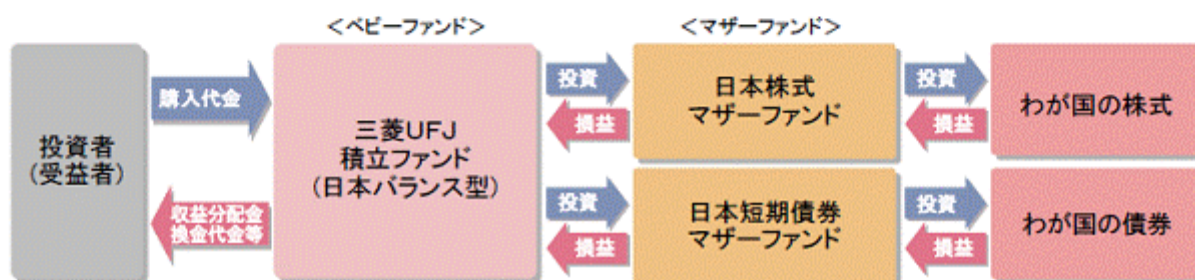 <ベビーファンド>
<マザーファンド>
投資者
(受益者)
購入代金
収益分配金
換金代金等
三菱UFJ
積立ファンド
(日本バランス型)
投資
損益
日本株式
マザーファンド
投資
損益
わが国の株式
投資
損益
日本短期債券
マザーファンド
投資
損益
わが国の債券